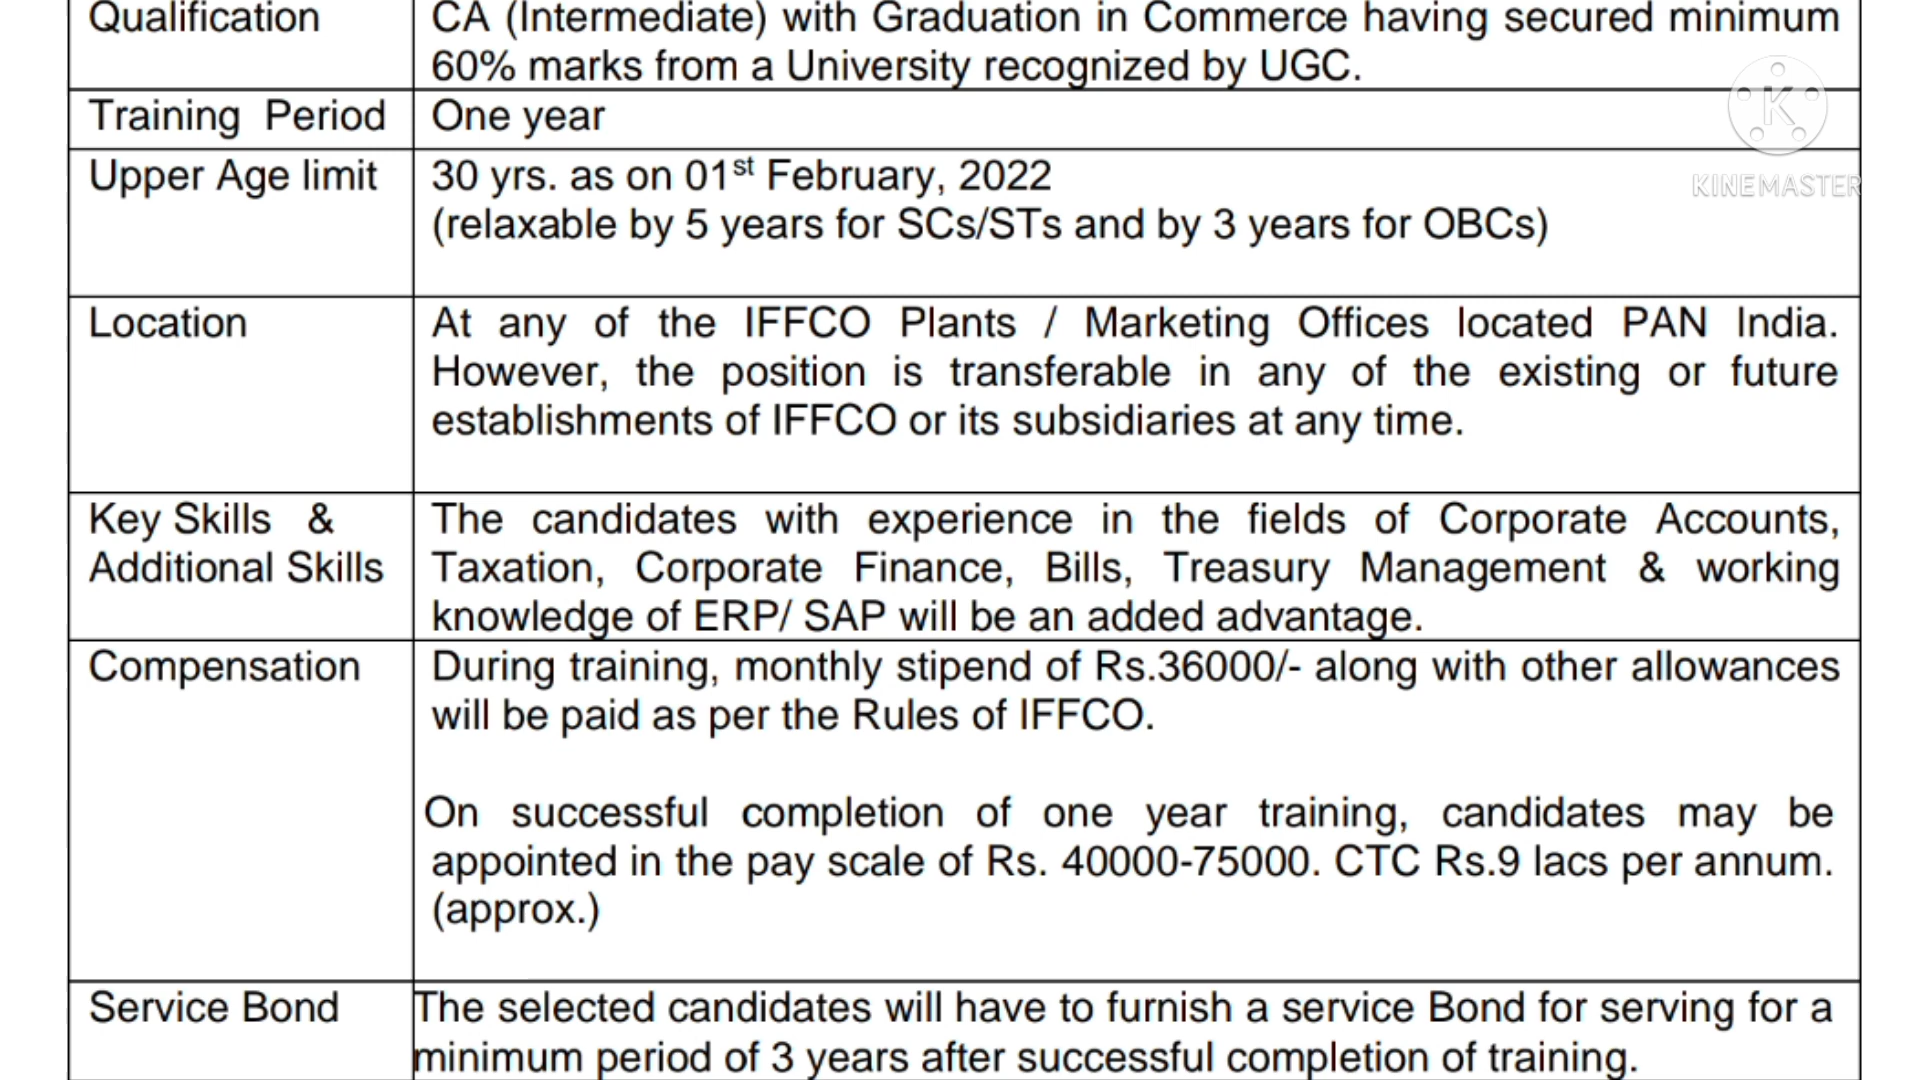 Qualification
CA (Intermediate) with Graduation in Commerce having secured minimum
60% marks from a University recognized by UGC.
Training Period
One year
Upper Age limit
30 yrs. as on 01st February, 2022
(relaxable by 5 years for SCs/STs and by 3 years for OBCs)
Location
At any of the IFFCO Plants / Marketing Offices located PAN India.
However, the position is transferable in any of the existing or future
establishments of IFFCO or its subsidiaries at any time.
Key Skills &
Additional Skills
The candidates with experience in the fields of Corporate Accounts,
Taxation, Corporate Finance, Bills, Treasury Management & working
knowledge of ERP/ SAP will be an added advantage.
Compensation
During training, monthly stipend of Rs.36000/- along with other allowances
will be paid as per the Rules of IFFCO.
On successful completion of one year training, candidates may be
appointed in the pay scale of Rs. 40000-75000. CTC Rs.9 lacs per annum.
(approx.)
Service Bond
The selected candidates will have to furnish a service Bond for serving for a
minimum period of 3 years after successful completion of training.
K
KINEMASTER